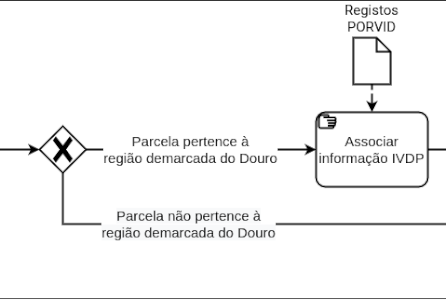 Registos
PORVID
Parcela pertence à
região demarcada do Douro
Associar
informação IVDP
Parcela não pertence à
região demarcada do Douro